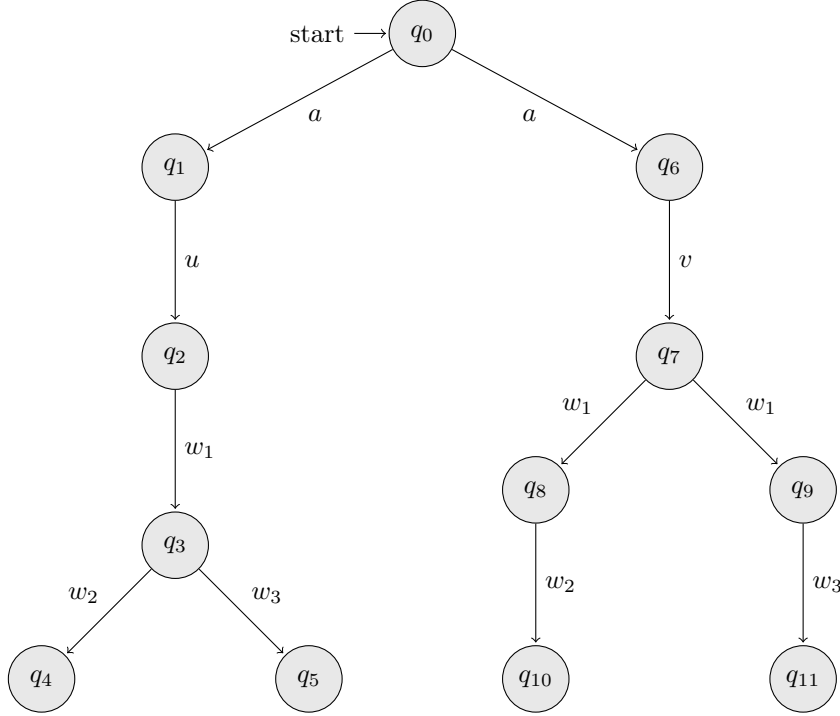 start q₀
a a
q₁ q₆
u v
q₂ q₇
w₁ w₁
w₁
q₈ q₉
q₃
w₂ w₃ w₂ w₃
q₄ q₅ q₁₀ q₁₁